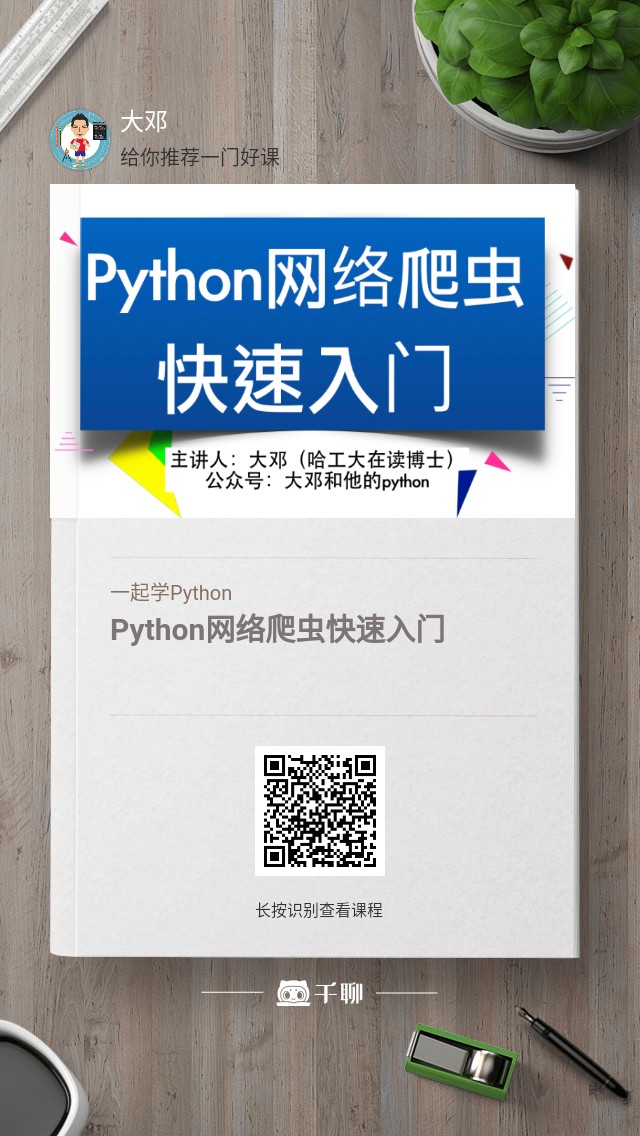 大邓
给你推荐一门好课
Python网络爬虫
快速入门
主讲人：大邓（哈工大在读博士）
公众号：大邓和他的python
一起学Python
Python网络爬虫快速入门
长按识别查看课程
千聊